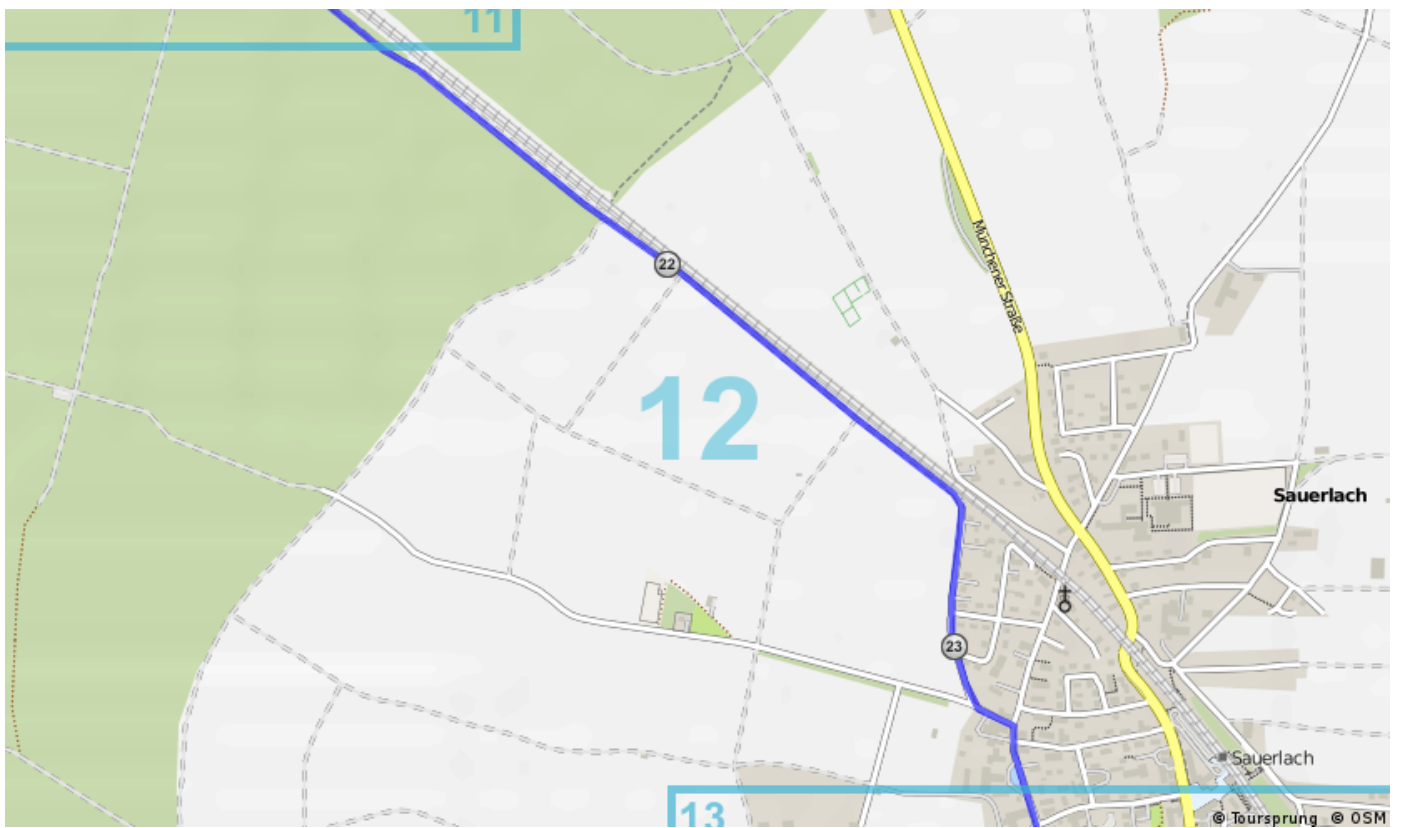 11
22
Münchener Straße
12
Sauerlach
23
Sauerlach
13
© Toursprung © OSM